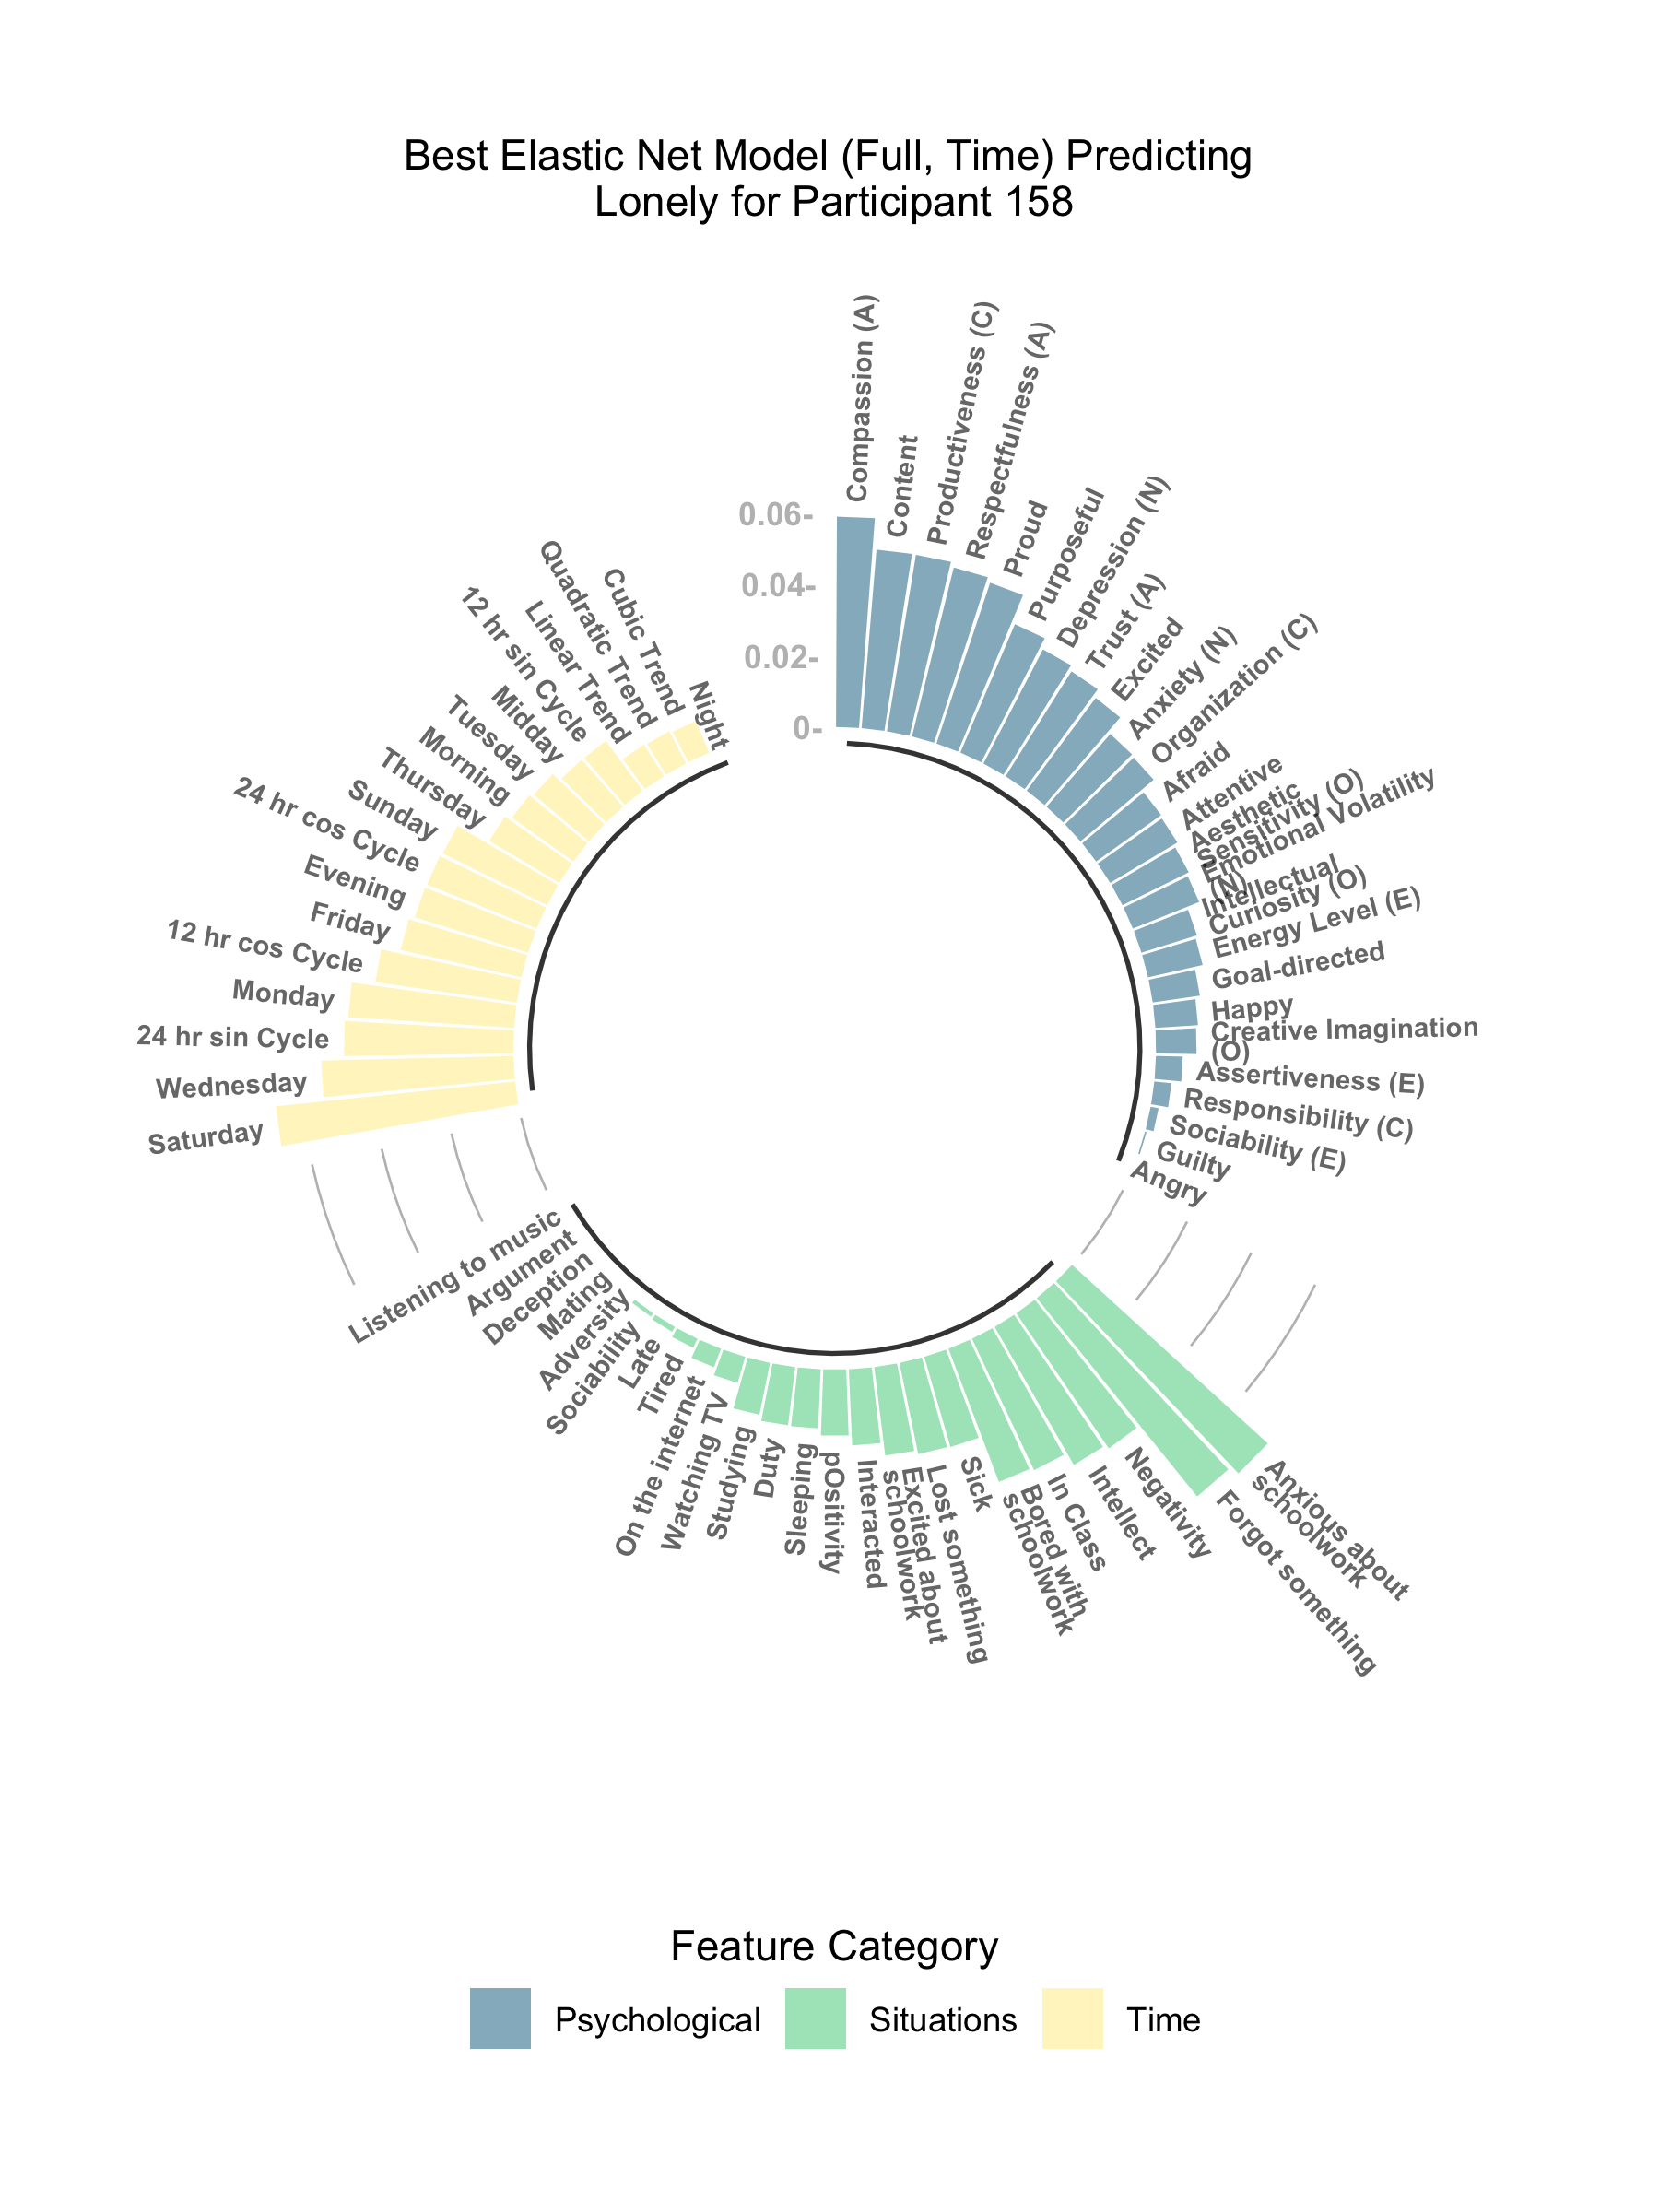 Best Elastic Net Model (Full, Time) Predicting
Lonely for Participant 158
0.06-
0.04-
0.02-
0-
Compassion (A)
Content
Productiveness (C)
Respectfulness (A)
Proud
Purposeful
Depression (N)
Trust (A)
Excited
Anxiety (N)
Organization (C)
Afraid
Attentive
Aesthetic
Sensitivity (O)
Emotional Volatility
(N)
Intellectual
Curiosity (O)
Energy Level (E)
Goal-directed
Happy
Creative Imagination
(O)
Assertiveness (E)
Responsibility (C)
Sociability (E)
Guilty
Angry
Anxious about
schoolwork
Forgot something
Negativity
Intellect
In Class
Bored with
schoolwork
Sick
Lost something
Excited about
schoolwork
Interacted
pOsitivity
Sleeping
Duty
Studying
Watching TV
On the internet
Tired
Late
Sociability
Adversity
Mating
Deception
Argument
Listening to music
Saturday
Wednesday
24 hr sin Cycle
Monday
12 hr cos Cycle
Friday
Evening
24 hr cos Cycle
Sunday
Thursday
Morning
Tuesday
Midday
12 hr sin Cycle
Linear Trend
Quadratic Trend
Cubic Trend
Night
Feature Category
Psychological
Situations
Time